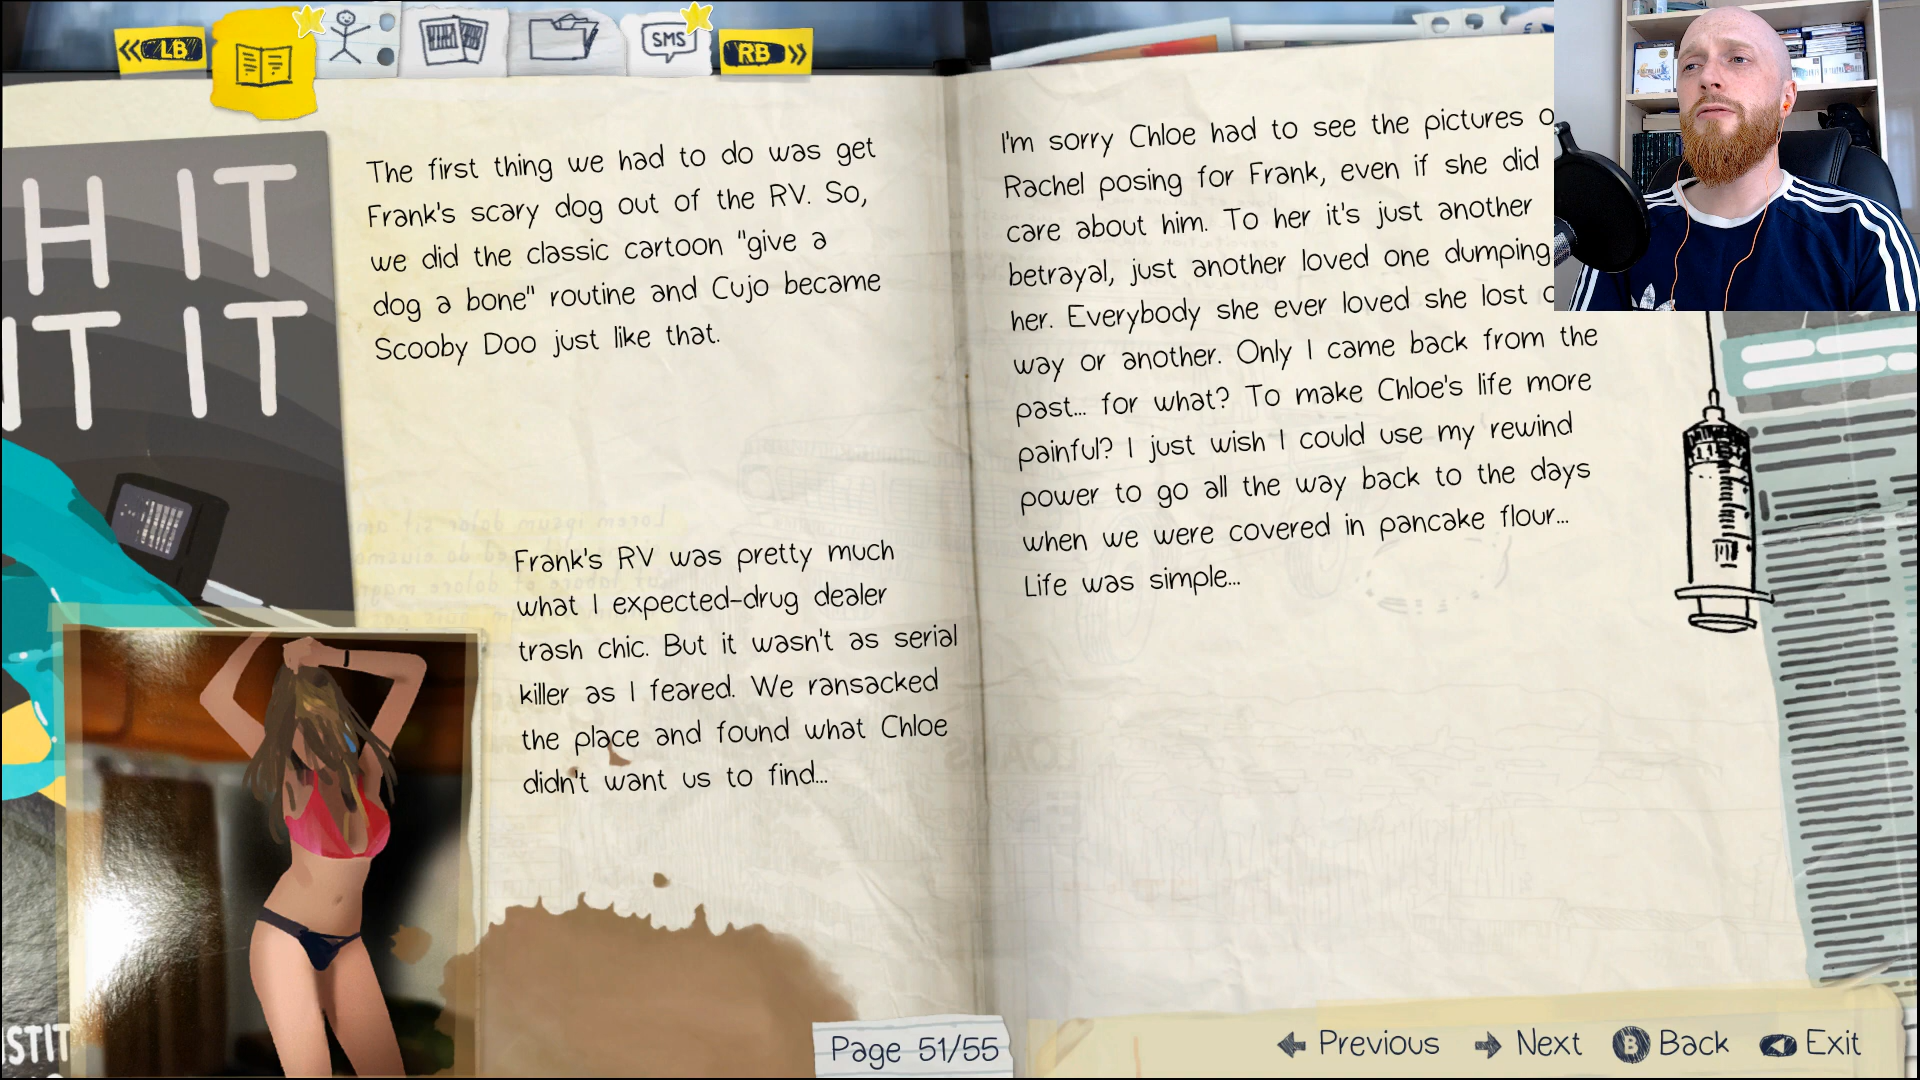 LB
SMS
RB
H IT
IT IT
The first thing we had to do was get
Frank's scary dog out of the RV. So,
we did the classic cartoon "give a
dog a bone" routine and Cujo became
Scooby Doo just like that.
Frank's RV was pretty much
what I expected-drug dealer
trash chic. But it wasn't as serial
killer as I feared. We ransacked
the place and found what Chloe
didn't want us to find...
I'm sorry Chloe had to see the pictures o
Rachel posing for Frank, even if she did
care about him. To her it's just another
betrayal, just another loved one dumping
her. Everybody she ever loved she lost o
way or another. Only I came back from the
past... for what? To make Chloe's life more
painful? I just wish I could use my rewind
power to go all the way back to the days
when we were covered in pancake flour...
Life was simple...
STIT
Page 51/55
Previous
Next
B Back
Exit